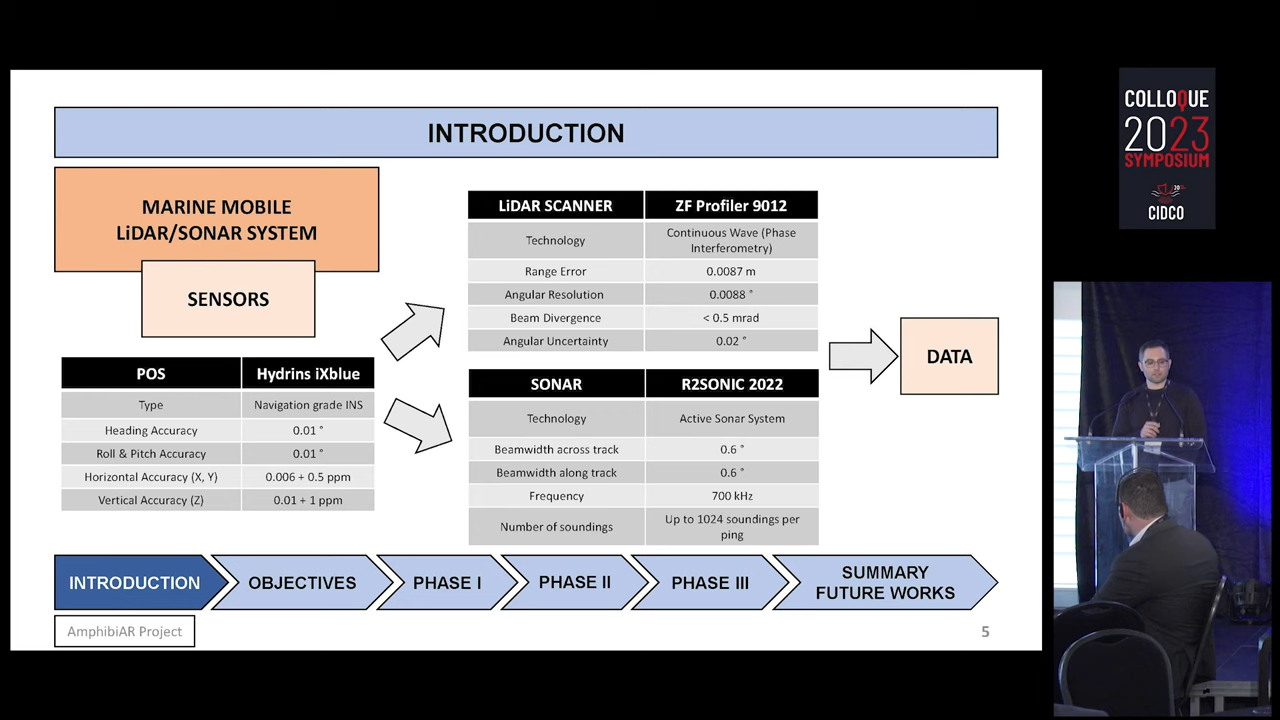 INTRODUCTION
MARINE MOBILE
LiDAR/SONAR SYSTEM
SENSORS
POS Hydrins iXblue
Type Navigation grade INS
Heading Accuracy 0.01 °
Roll & Pitch Accuracy 0.01 °
Horizontal Accuracy (X, Y) 0.006 + 0.5 ppm
Vertical Accuracy (Z) 0.01 + 1 ppm
LiDAR SCANNER ZF Profiler 9012
Technology Continuous Wave (Phase
Interferometry)
Range Error 0.0087 m
Angular Resolution 0.0088 °
Beam Divergence < 0.5 mrad
Angular Uncertainty 0.02 °
SONAR R2SONIC 2022
Technology Active Sonar System
Beamwidth across track 0.6 °
Beamwidth along track 0.6 °
Frequency 700 kHz
Number of soundings Up to 1024 soundings per
ping
DATA
INTRODUCTION
OBJECTIVES
PHASE I
PHASE II
PHASE III
SUMMARY
FUTURE WORKS
AmphibiAR Project
5
COLLOQUE
2023
SYMPOSIUM
CIDCO